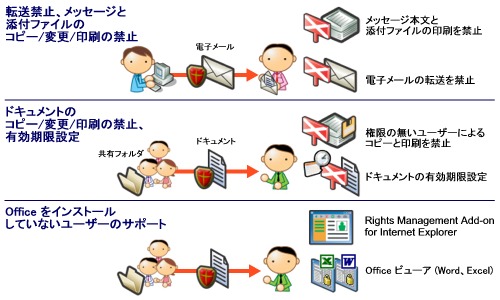 転送禁止、メッセージと
添付ファイルの
コピー/変更/印刷の禁止
電子メール
メッセージ本文と
添付ファイルの印刷を禁止
電子メールの転送を禁止
ドキュメントの
コピー/変更/印刷の禁止、
有効期限設定
共有フォルダ
ドキュメント
権限の無いユーザーによる
コピーと印刷を禁止
ドキュメントの有効期限設定
Office をインストール
していないユーザーのサポート
Rights Management Add-on
for Internet Explorer
Office ビューア (Word、Excel)